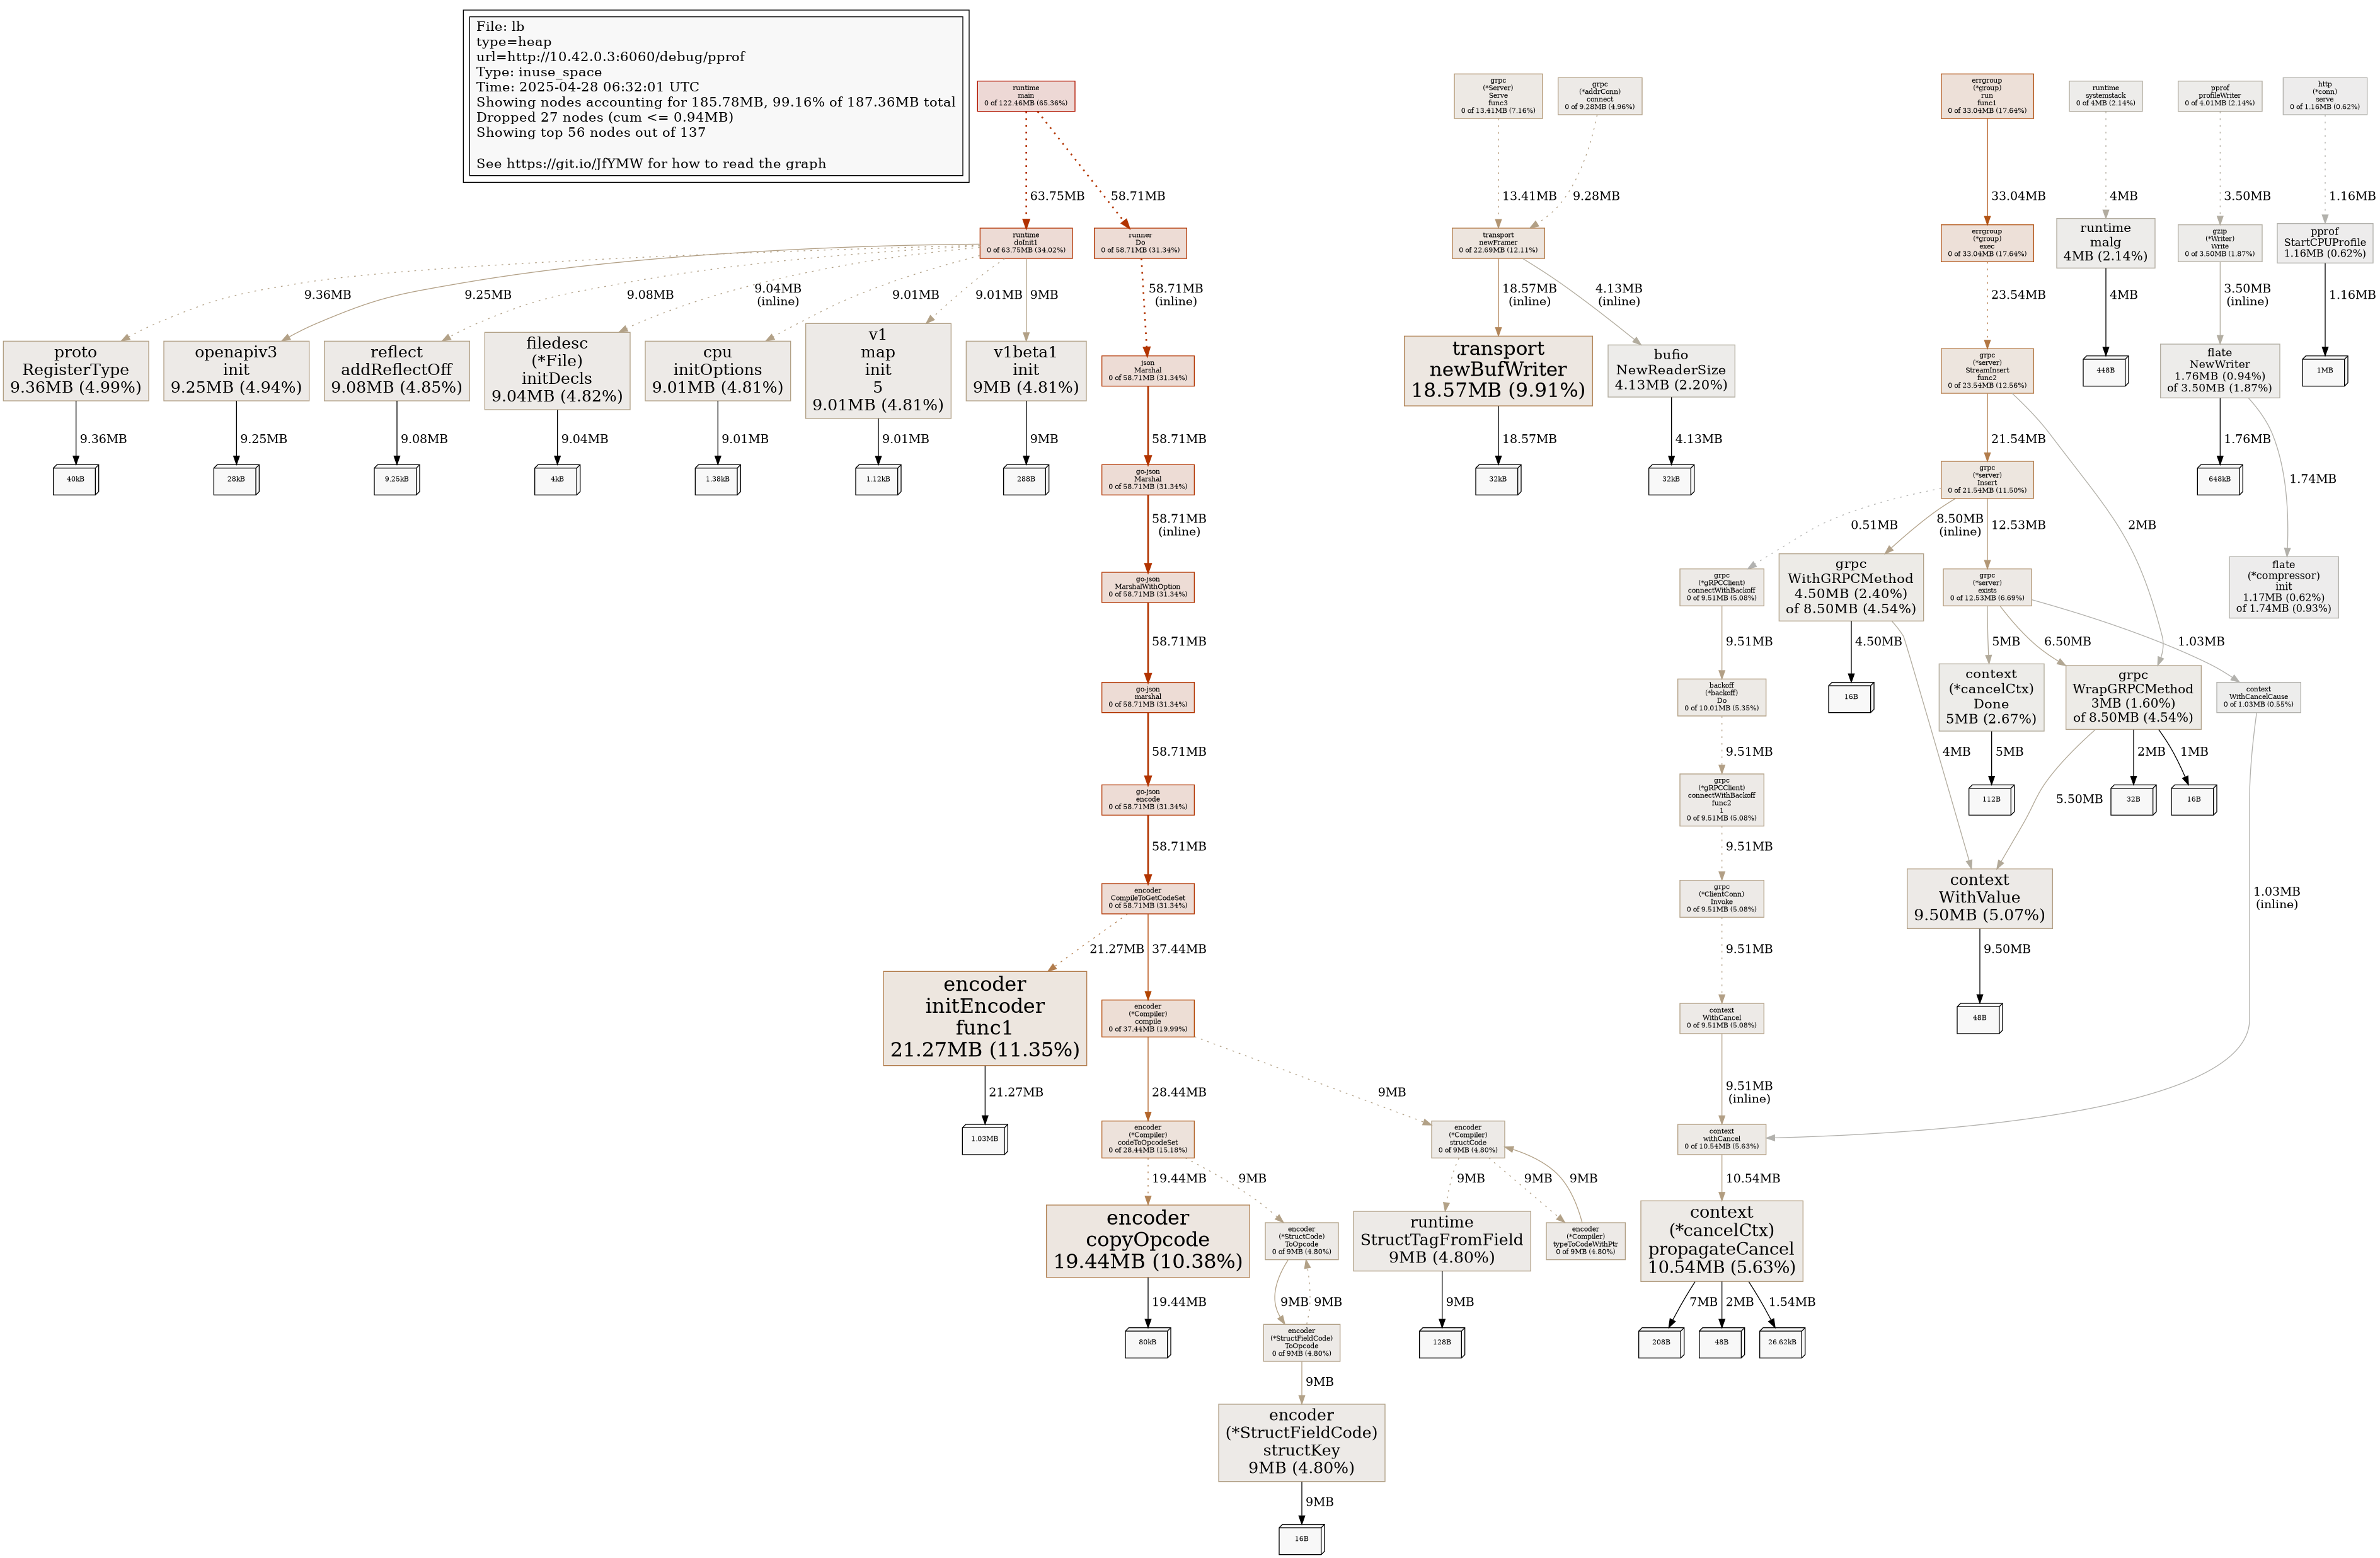 File: lb
type=heap
url=http://10.42.0.3:6060/debug/pprof
Type: inuse_space
Time: 2025-04-28 06:32:01 UTC
Showing nodes accounting for 185.78MB, 99.16% of 187.36MB total
Dropped 27 nodes (cum <= 0.94MB)
Showing top 56 nodes out of 137
See https://git.io/JfYMW for how to read the graph
runtime
main
0 of 122.46MB (65.36%)
63.75MB
58.71MB
runtime
doInit1
0 of 63.75MB (34.02%)
runner
Do
0 of 58.71MB (31.34%)
9.36MB
9.25MB
9.08MB
9.04MB
(inline)
9.01MB
9.01MB
9MB
58.71MB
(inline)
proto
RegisterType
9.36MB (4.99%)
openapiv3
init
9.25MB (4.94%)
reflect
addReflectOff
9.08MB (4.85%)
filedesc
(*File)
initDecls
9.04MB (4.82%)
cpu
initOptions
9.01MB (4.81%)
v1
map
init
5
9.01MB (4.81%)
v1beta1
init
9MB (4.81%)
json
Marshal
0 of 58.71MB (31.34%)
9.36MB
9.25MB
9.08MB
9.04MB
9.01MB
9.01MB
9MB
58.71MB
40kB
28kB
9.25kB
4kB
1.38kB
1.12kB
288B
go-json
Marshal
0 of 58.71MB (31.34%)
58.71MB
(inline)
go-json
MarshalWithOption
0 of 58.71MB (31.34%)
58.71MB
go-json
marshal
0 of 58.71MB (31.34%)
58.71MB
go-json
encode
0 of 58.71MB (31.34%)
58.71MB
encoder
CompileToGetCodeSet
0 of 58.71MB (31.34%)
21.27MB
37.44MB
encoder
initEncoder
func1
21.27MB (11.35%)
21.27MB
1.03MB
encoder
(*Compiler)
compile
0 of 37.44MB (19.99%)
28.44MB
9MB
encoder
(*Compiler)
codeToOpcodeSet
0 of 28.44MB (15.18%)
19.44MB
9MB
encoder
copyOpcode
19.44MB (10.38%)
19.44MB
80kB
encoder
(*StructCode)
ToOpcode
0 of 9MB (4.80%)
9MB
9MB
encoder
(*StructFieldCode)
ToOpcode
0 of 9MB (4.80%)
9MB
encoder
(*StructFieldCode)
structKey
9MB (4.80%)
9MB
16B
encoder
(*Compiler)
structCode
0 of 9MB (4.80%)
9MB
9MB
9MB
runtime
StructTagFromField
9MB (4.80%)
9MB
128B
encoder
(*Compiler)
typeToCodeWithPtr
0 of 9MB (4.80%)
grpc
(*Server)
Serve
func3
0 of 13.41MB (7.16%)
grpc
(*addrConn)
connect
0 of 9.28MB (4.96%)
13.41MB
9.28MB
transport
newFramer
0 of 22.69MB (12.11%)
18.57MB
(inline)
4.13MB
(inline)
transport
newBufWriter
18.57MB (9.91%)
bufio
NewReaderSize
4.13MB (2.20%)
18.57MB
4.13MB
32kB
32kB
errgroup
(*group)
run
func1
0 of 33.04MB (17.64%)
33.04MB
errgroup
(*group)
exec
0 of 33.04MB (17.64%)
23.54MB
grpc
(*server)
StreamInsert
func2
0 of 23.54MB (12.56%)
21.54MB
2MB
grpc
(*server)
Insert
0 of 21.54MB (11.50%)
0.51MB
8.50MB
(inline)
12.53MB
grpc
(*gRPCClient)
connectWithBackoff
0 of 9.51MB (5.08%)
grpc
WithGRPCMethod
4.50MB (2.40%)
of 8.50MB (4.54%)
grpc
(*server)
exists
0 of 12.53MB (6.69%)
9.51MB
4.50MB
4MB
5MB
6.50MB
1.03MB
backoff
(*backoff)
Do
0 of 10.01MB (5.35%)
16B
context
(*cancelCtx)
Done
5MB (2.67%)
grpc
WrapGRPCMethod
3MB (1.60%)
of 8.50MB (4.54%)
context
WithCancelCause
0 of 1.03MB (0.55%)
9.51MB
5MB
2MB
1MB
5.50MB
grpc
(*gRPCClient)
connectWithBackoff
func2
1
0 of 9.51MB (5.08%)
112B
32B
16B
9.51MB
grpc
(*ClientConn)
Invoke
0 of 9.51MB (5.08%)
context
WithValue
9.50MB (5.07%)
1.03MB
(inline)
9.51MB
9.50MB
context
WithCancel
0 of 9.51MB (5.08%)
48B
9.51MB
(inline)
context
withCancel
0 of 10.54MB (5.63%)
10.54MB
context
(*cancelCtx)
propagateCancel
10.54MB (5.63%)
7MB
2MB
1.54MB
208B
48B
26.62kB
runtime
systemstack
0 of 4MB (2.14%)
4MB
runtime
malg
4MB (2.14%)
4MB
448B
pprof
profileWriter
0 of 4.01MB (2.14%)
3.50MB
gzip
(*Writer)
Write
0 of 3.50MB (1.87%)
3.50MB
(inline)
flate
NewWriter
1.76MB (0.94%)
of 3.50MB (1.87%)
1.76MB
1.74MB
648kB
flate
(*compressor)
init
1.17MB (0.62%)
of 1.74MB (0.93%)
http
(*conn)
serve
0 of 1.16MB (0.62%)
1.16MB
pprof
StartCPUProfile
1.16MB (0.62%)
1.16MB
1MB